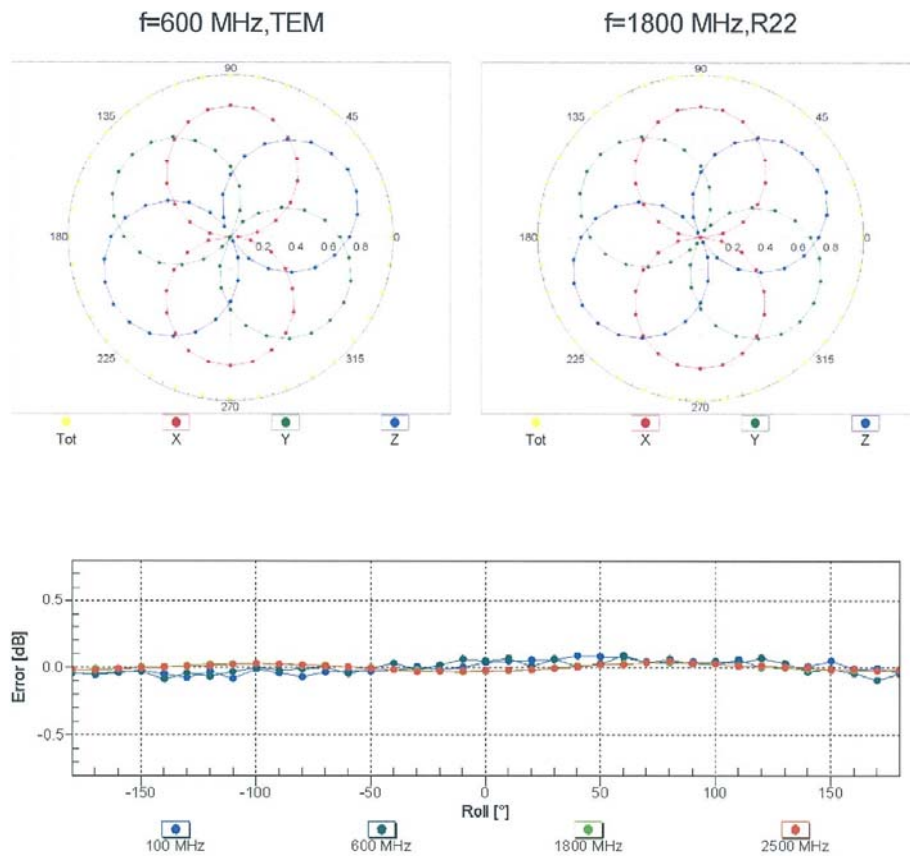 f=600 MHz,TEM
f=1800 MHz,R22
90
135
45
180
0.2 0.4 0.6 0.8
0
225
315
270
Tot X Y Z
90
135
45
180
0.2 0.4 0.6 0.8
0
225
315
270
Tot X Y Z
Error [dB]
0.5
0.0
-0.5
-150 -100 -50 0 50 100 150
Roll [°]
100 MHz 600 MHz 1800 MHz 2500 MHz